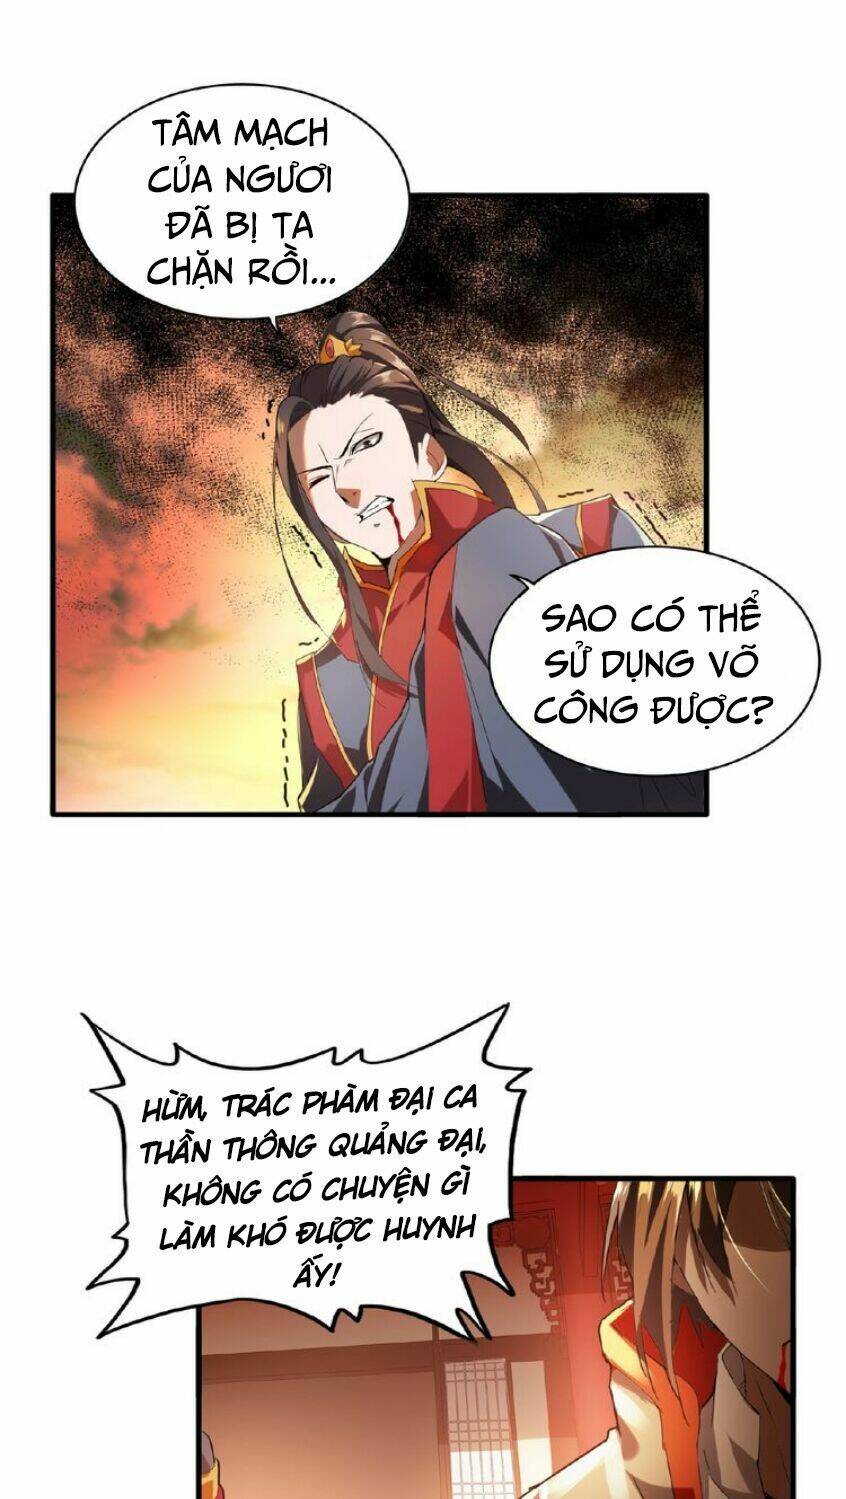 TÂM MẠCH
CỦA NGƯƠI
ĐÃ BỊ TA
CHẶN RỒI...
SAO CÓ THỂ
SỬ DỤNG VÕ
CÔNG ĐƯỢC?
HỪM, TRÁC PHÀM ĐẠI CA
THẦN THÔNG QUẢNG ĐẠI,
KHÔNG CÓ CHUYỆN GÌ
LÀM KHÓ ĐƯỢC HUYNH
ẤY!